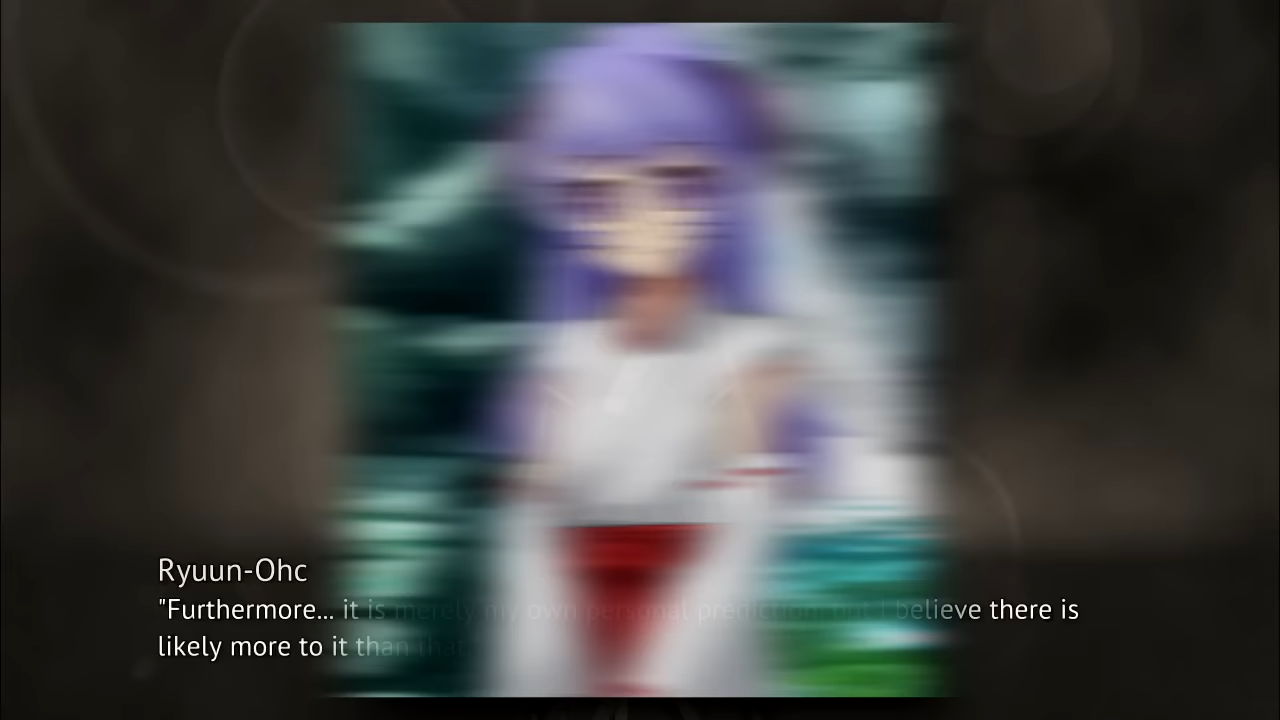 Ryuun-Ohc
"Furthermore... it is merely my own personal prediction, but I believe there is
likely more to it than that